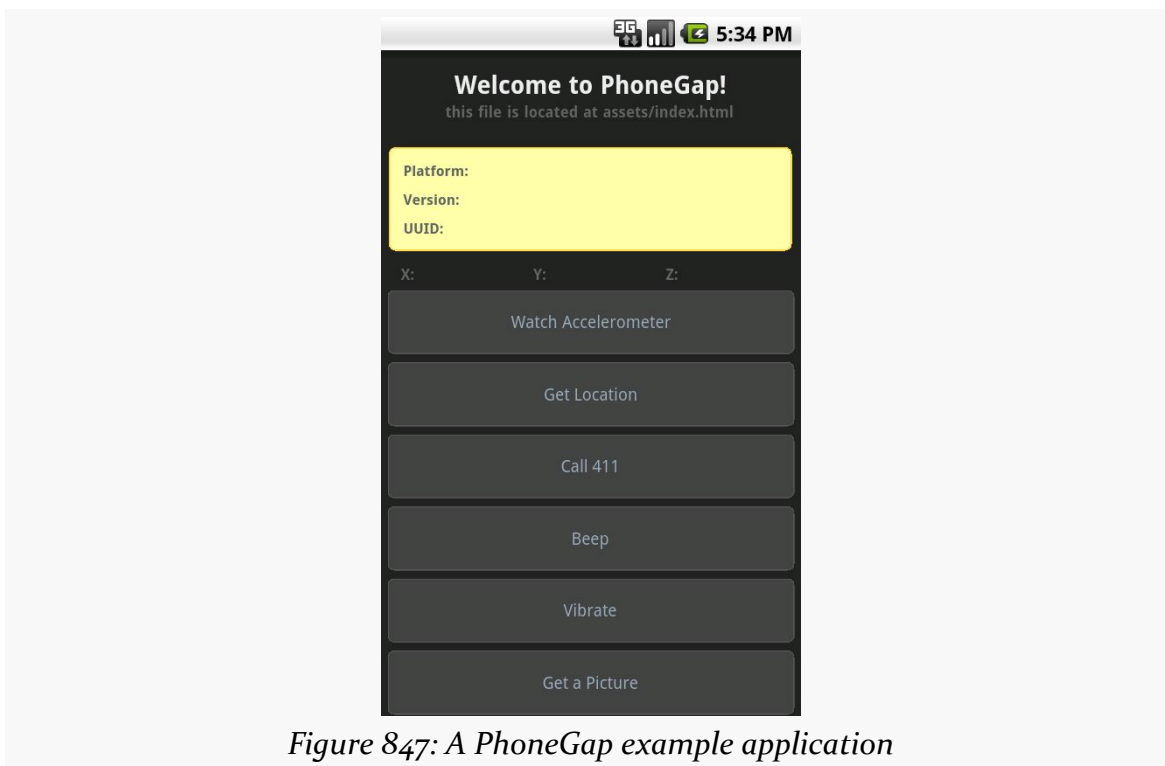 3G 5:34 PM
Welcome to PhoneGap!
this file is located at assets/index.html
Platform:
Version:
UUID:
X: Y: Z:
Watch Accelerometer
Get Location
Call 411
Beep
Vibrate
Get a Picture
Figure 847: A PhoneGap example application